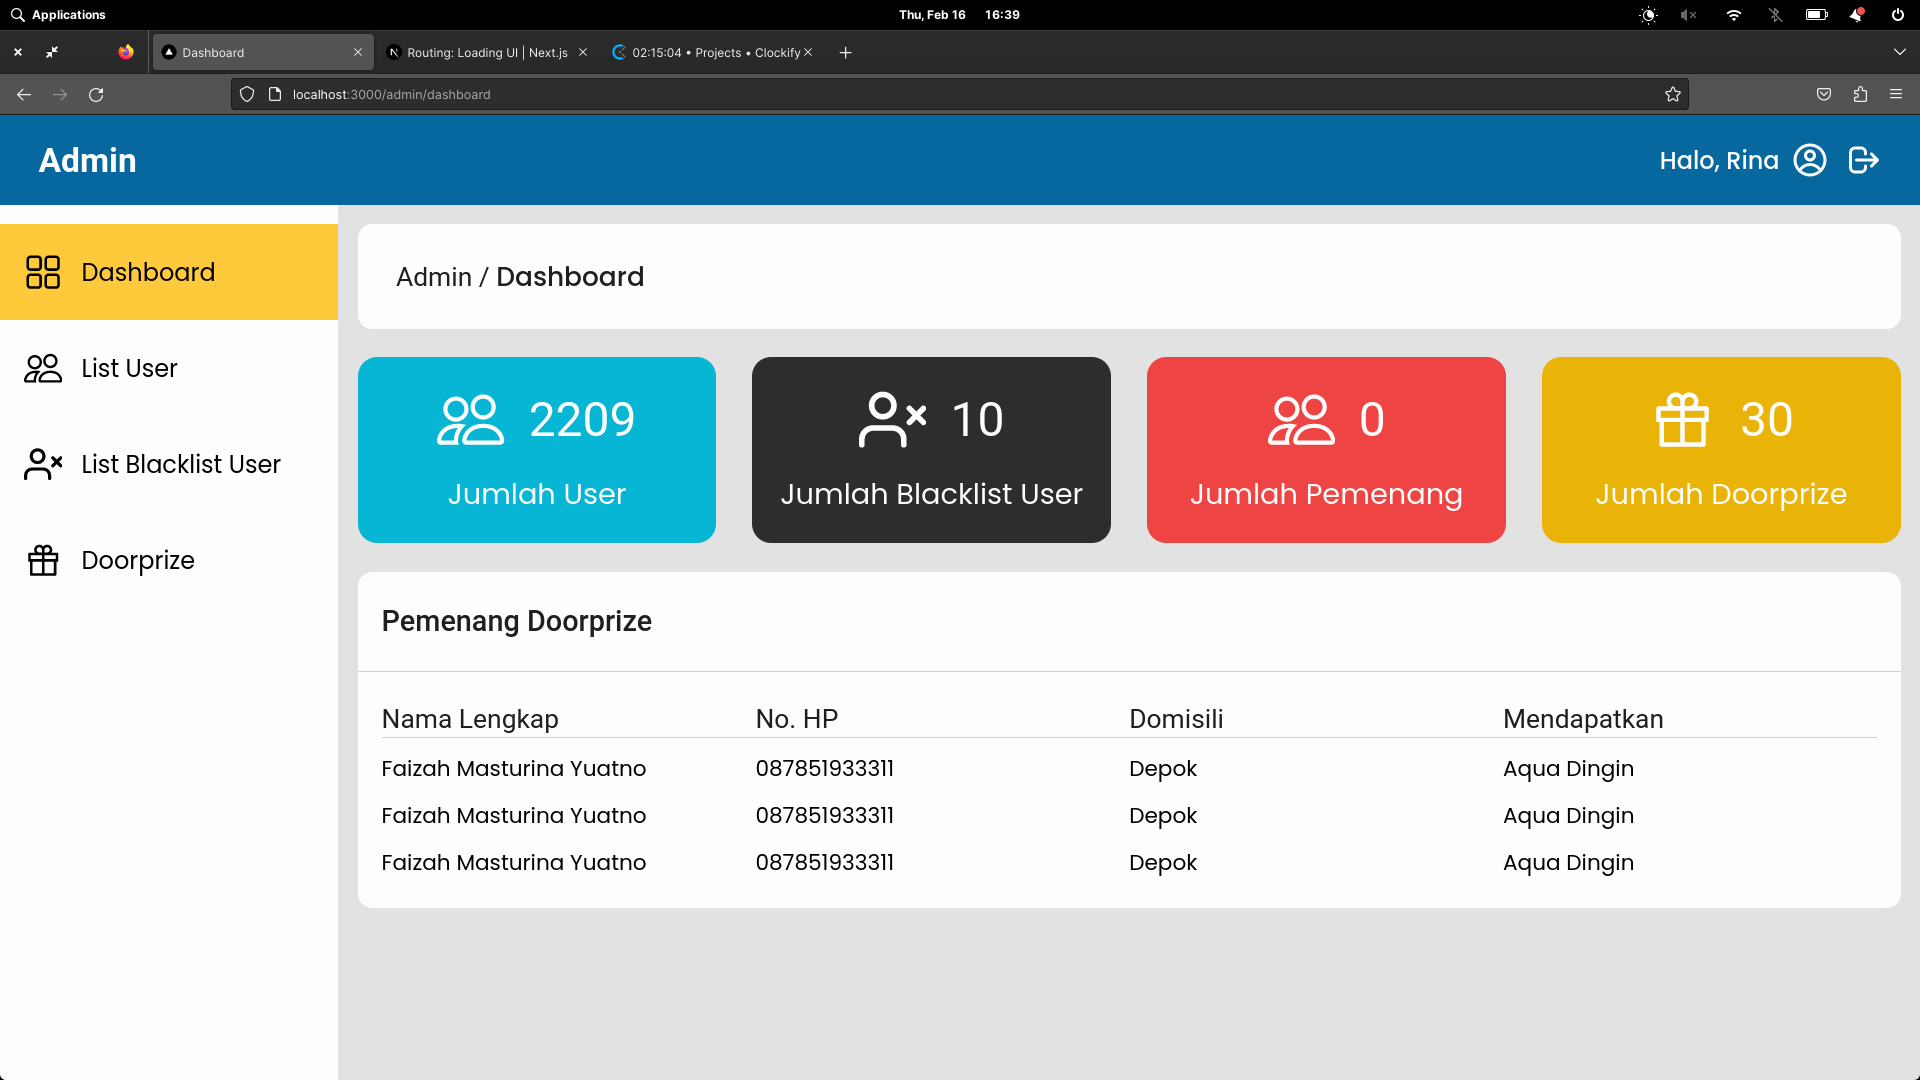 Applications
Thu, Feb 16 16:39
Dashboard
Routing: Loading UI | Next.js
02:15:04 • Projects • Clockify
localhost:3000/admin/dashboard
Admin
Halo, Rina
Dashboard
List User
List Blacklist User
Doorprize
Admin / Dashboard
2209
Jumlah User
10
Jumlah Blacklist User
0
Jumlah Pemenang
30
Jumlah Doorprize
Pemenang Doorprize
Nama Lengkap No. HP Domisili Mendapatkan
Faizah Masturina Yuatno 087851933311 Depok Aqua Dingin
Faizah Masturina Yuatno 087851933311 Depok Aqua Dingin
Faizah Masturina Yuatno 087851933311 Depok Aqua Dingin